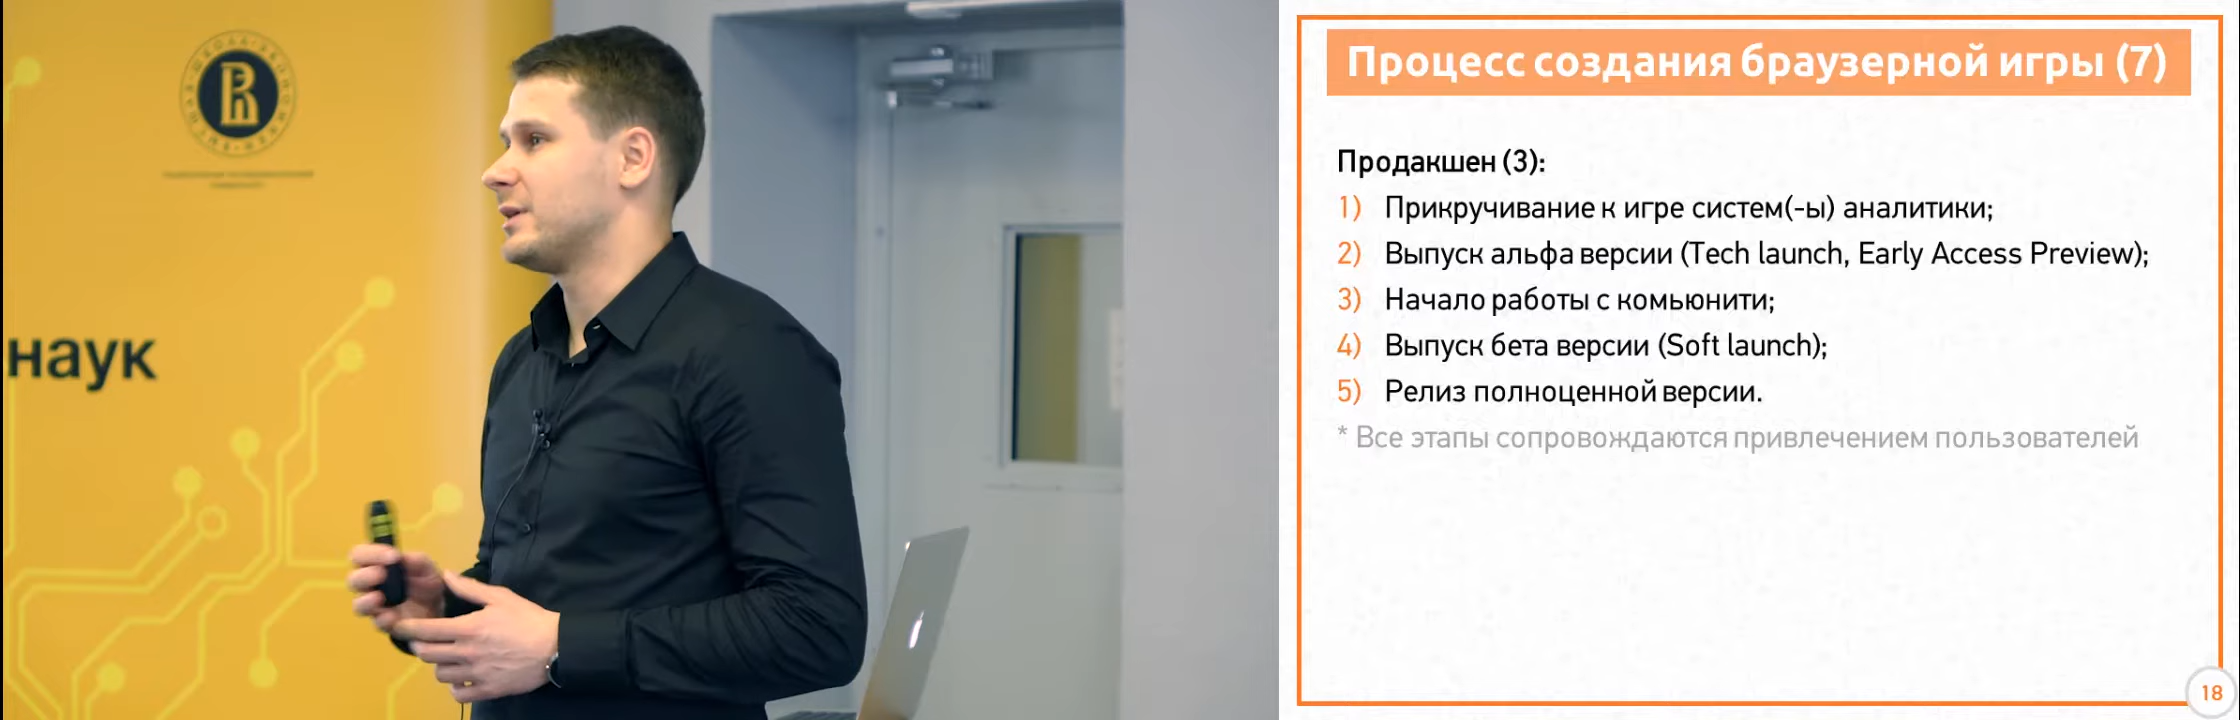 наук
Процесс создания браузерной игры (7)
Продакшен (3):
1) Прикручивание к игре систем(-ы) аналитики;
2) Выпуск альфа версии (Tech launch, Early Access Preview);
3) Начало работы с комьюнити;
4) Выпуск бета версии (Soft launch);
5) Релиз полноценной версии.
* Все этапы сопровождаются привлечением пользователей
18